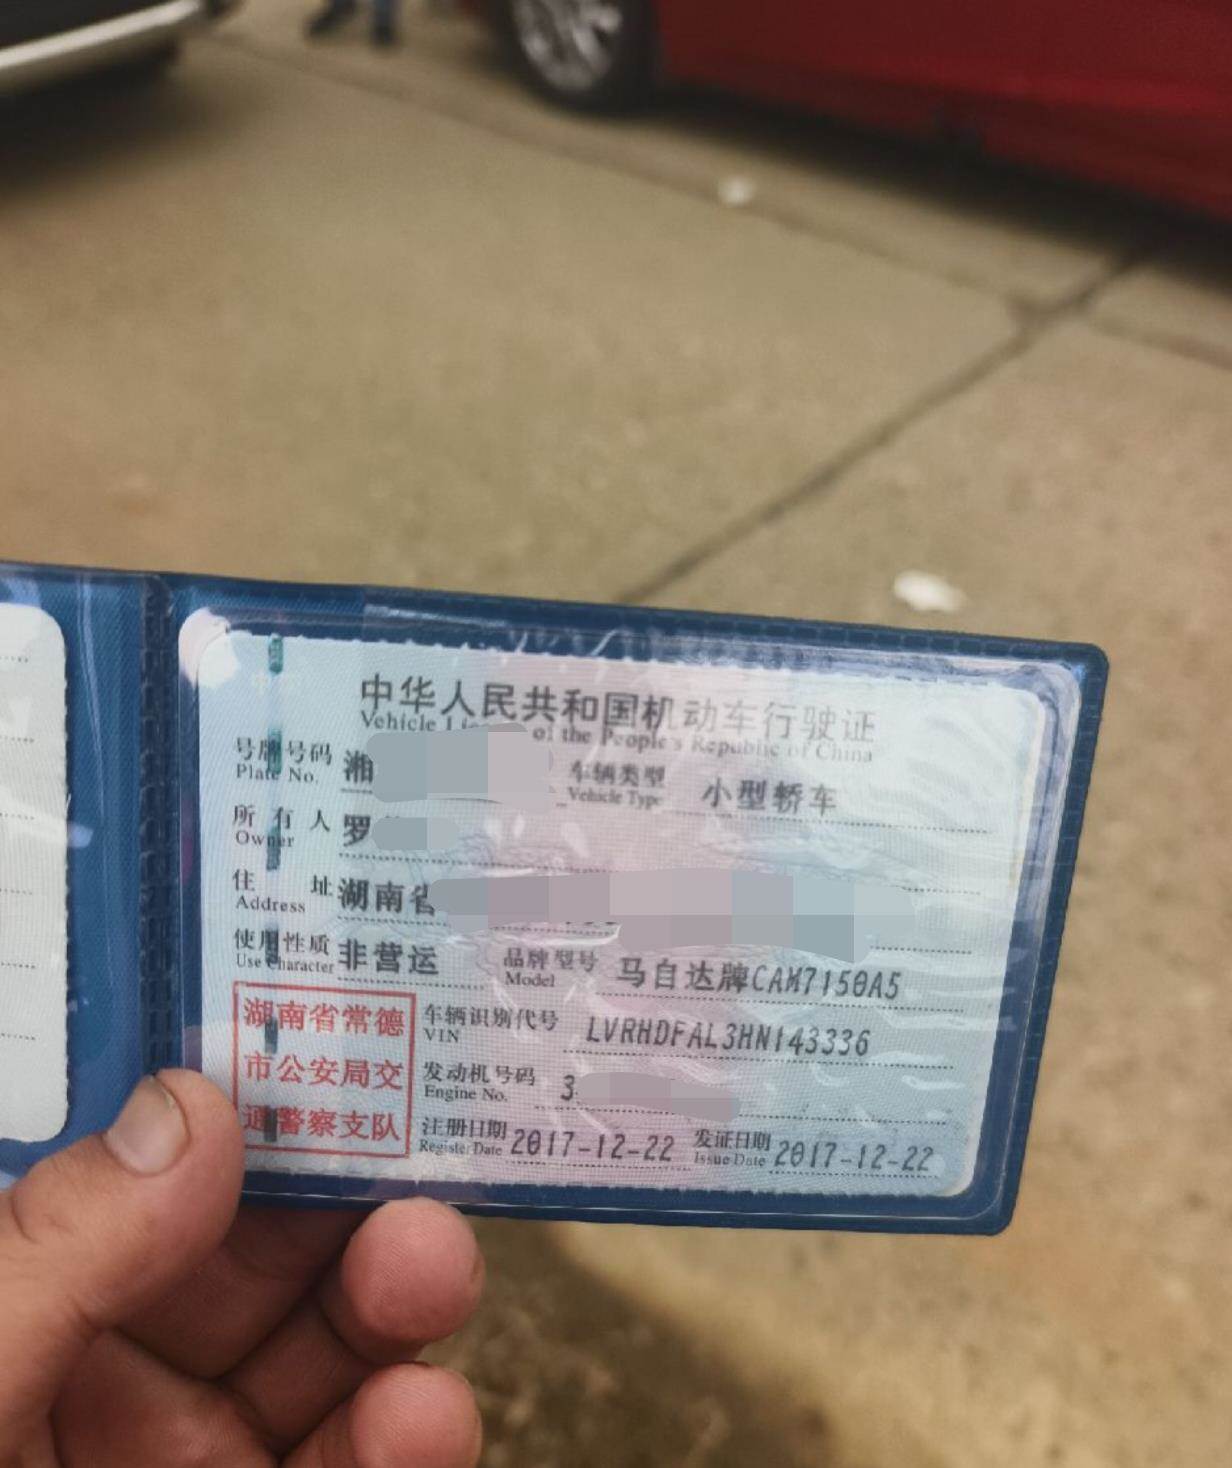 中华人民共和国机动车行驶证
Vehicle Li of the People's Republic of China
号牌号码 湘 车辆类型 小型轿车
Plate No. Vehicle Type
所有人 罗
Owner
住址 湖南省
Address
使用性质 非营运 品牌型号 马自达牌CAM7150A5
Use Character Model
湖南省常德 车辆识别代号 LVRHDFAL3HN143336
VIN
市公安局交 发动机号码 3
Engine No.
通警察支队 注册日期 2017-12-22 发证日期 2017-12-22
Register Date Issue Date